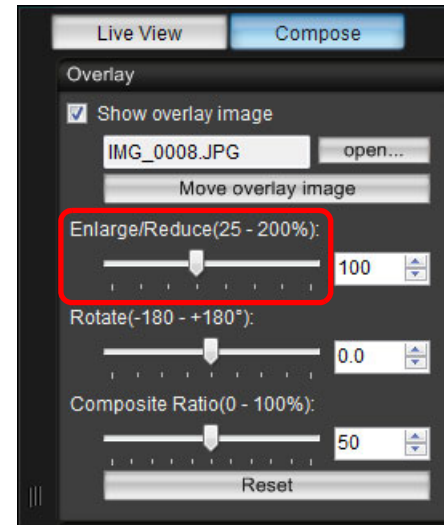 Live View Compose
Overlay
Show overlay image
IMG_0008.JPG open...
Move overlay image
Enlarge/Reduce(25 - 200%):
100
Rotate(-180 - +180°):
0.0
Composite Ratio(0 - 100%):
50
Reset